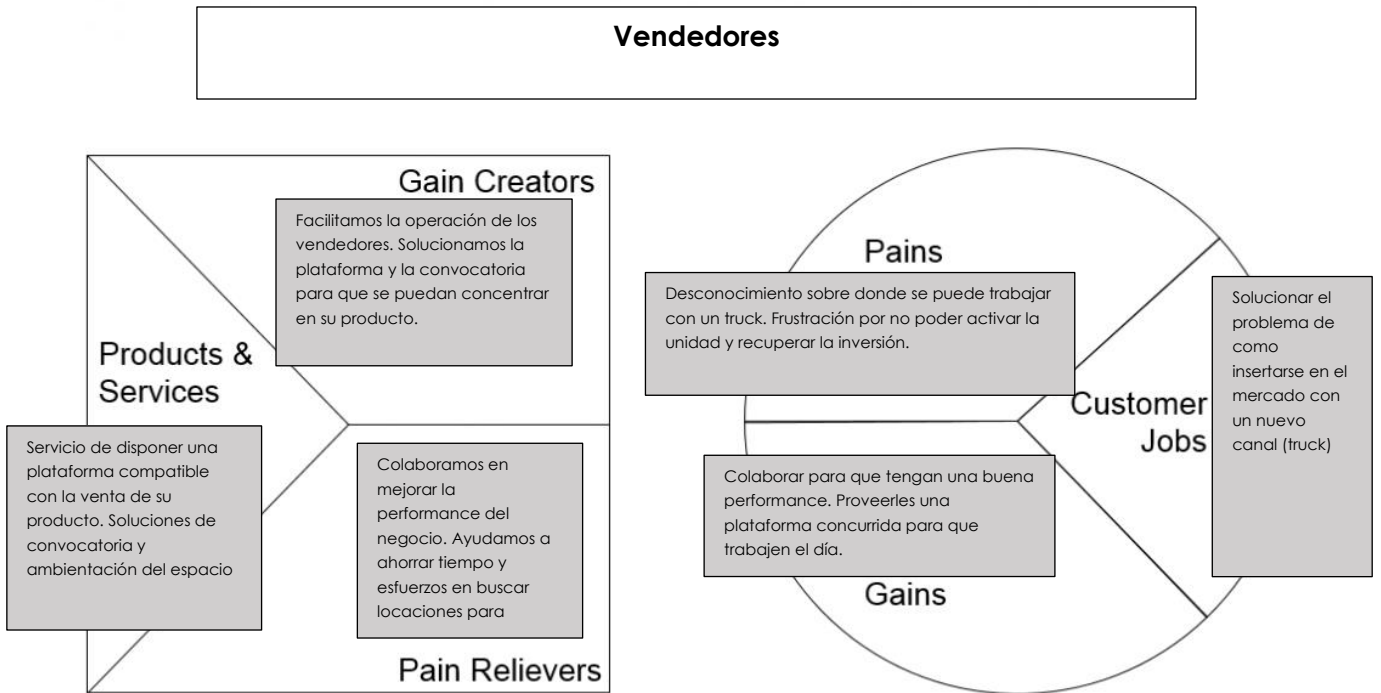 Vendedores
Gain Creators
Facilitamos la operación de los
vendedores. Solucionamos la
plataforma y la convocatoria
para que se puedan concentrar
en su producto.
Products &
Services
Servicio de disponer una
plataforma compatible
con la venta de su
producto. Soluciones de
convocatoria y
ambientación del espacio
Colaboramos en
mejorar la
performance del
negocio. Ayudamos a
ahorrar tiempo y
esfuerzos en buscar
locaciones para
Pain Relievers
Pains
Desconocimiento sobre donde se puede trabajar
con un truck. Frustración por no poder activar la
unidad y recuperar la inversión.
Customer
Jobs
Solucionar el
problema de
como
insertarse en el
mercado con
un nuevo
canal (truck)
Colaborar para que tengan una buena
performance. Proveerles una
plataforma concurrida para que
trabajen el día.
Gains